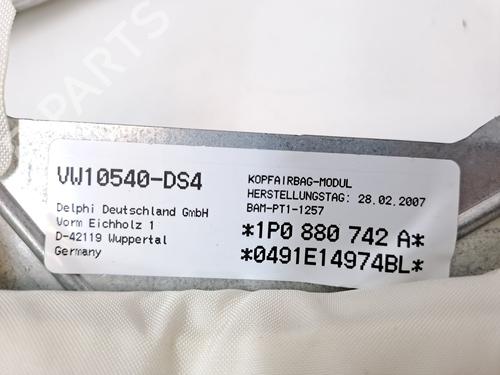 B-PARTS
VW10540-DS4
Delphi Deutschland GmbH
Vorm Eichholz 1
D-42119 Wuppertal
Germany
KOPFAIRBAG-MODUL
HERSTELLUNGSTAG: 28.02.2007
BAM-PT1-1257
*1P0 880 742 A*
*0491E14974BL*